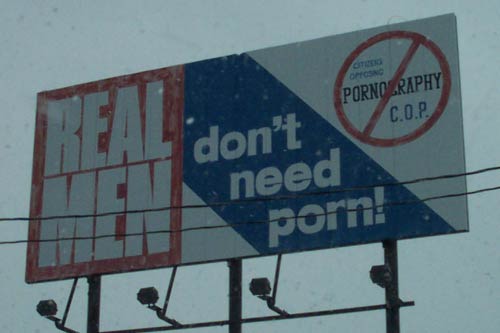 REAL
MEN
don't
need
porn!
CITIZENS
OPPOSING
PORNOGRAPHY
C.O.P.